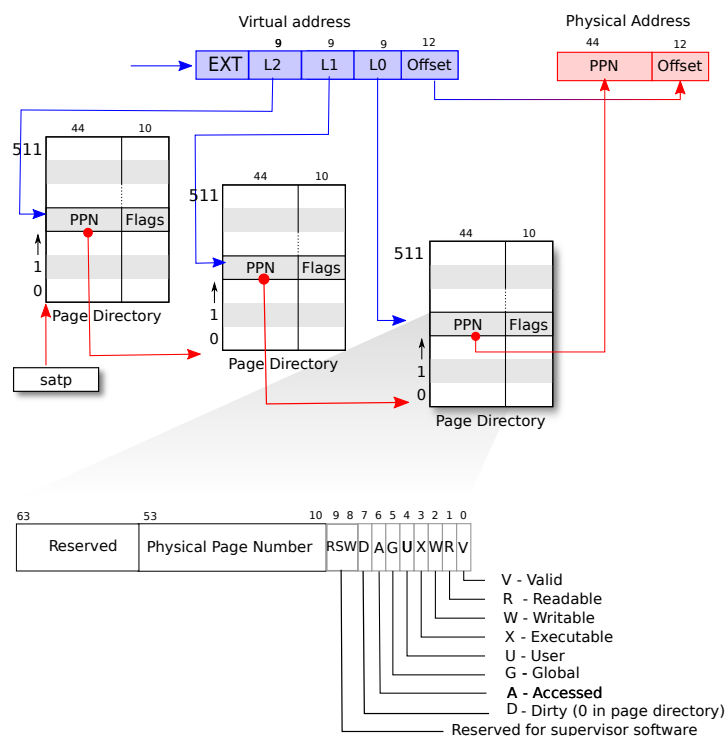 Virtual address
Physical Address
9 9 9 12
EXT L2 L1 L0 Offset
44 12
PPN Offset
44 10
511
PPN Flags
1
0
Page Directory
satp
44 10
511
PPN Flags
1
0
Page Directory
44 10
511
PPN Flags
1
0
Page Directory
63 53 10 9 8 7 6 5 4 3 2 1 0
Reserved Physical Page Number RSW D A G U X W R V
V - Valid
R - Readable
W - Writable
X - Executable
U - User
G - Global
A - Accessed
D - Dirty (0 in page directory)
Reserved for supervisor software